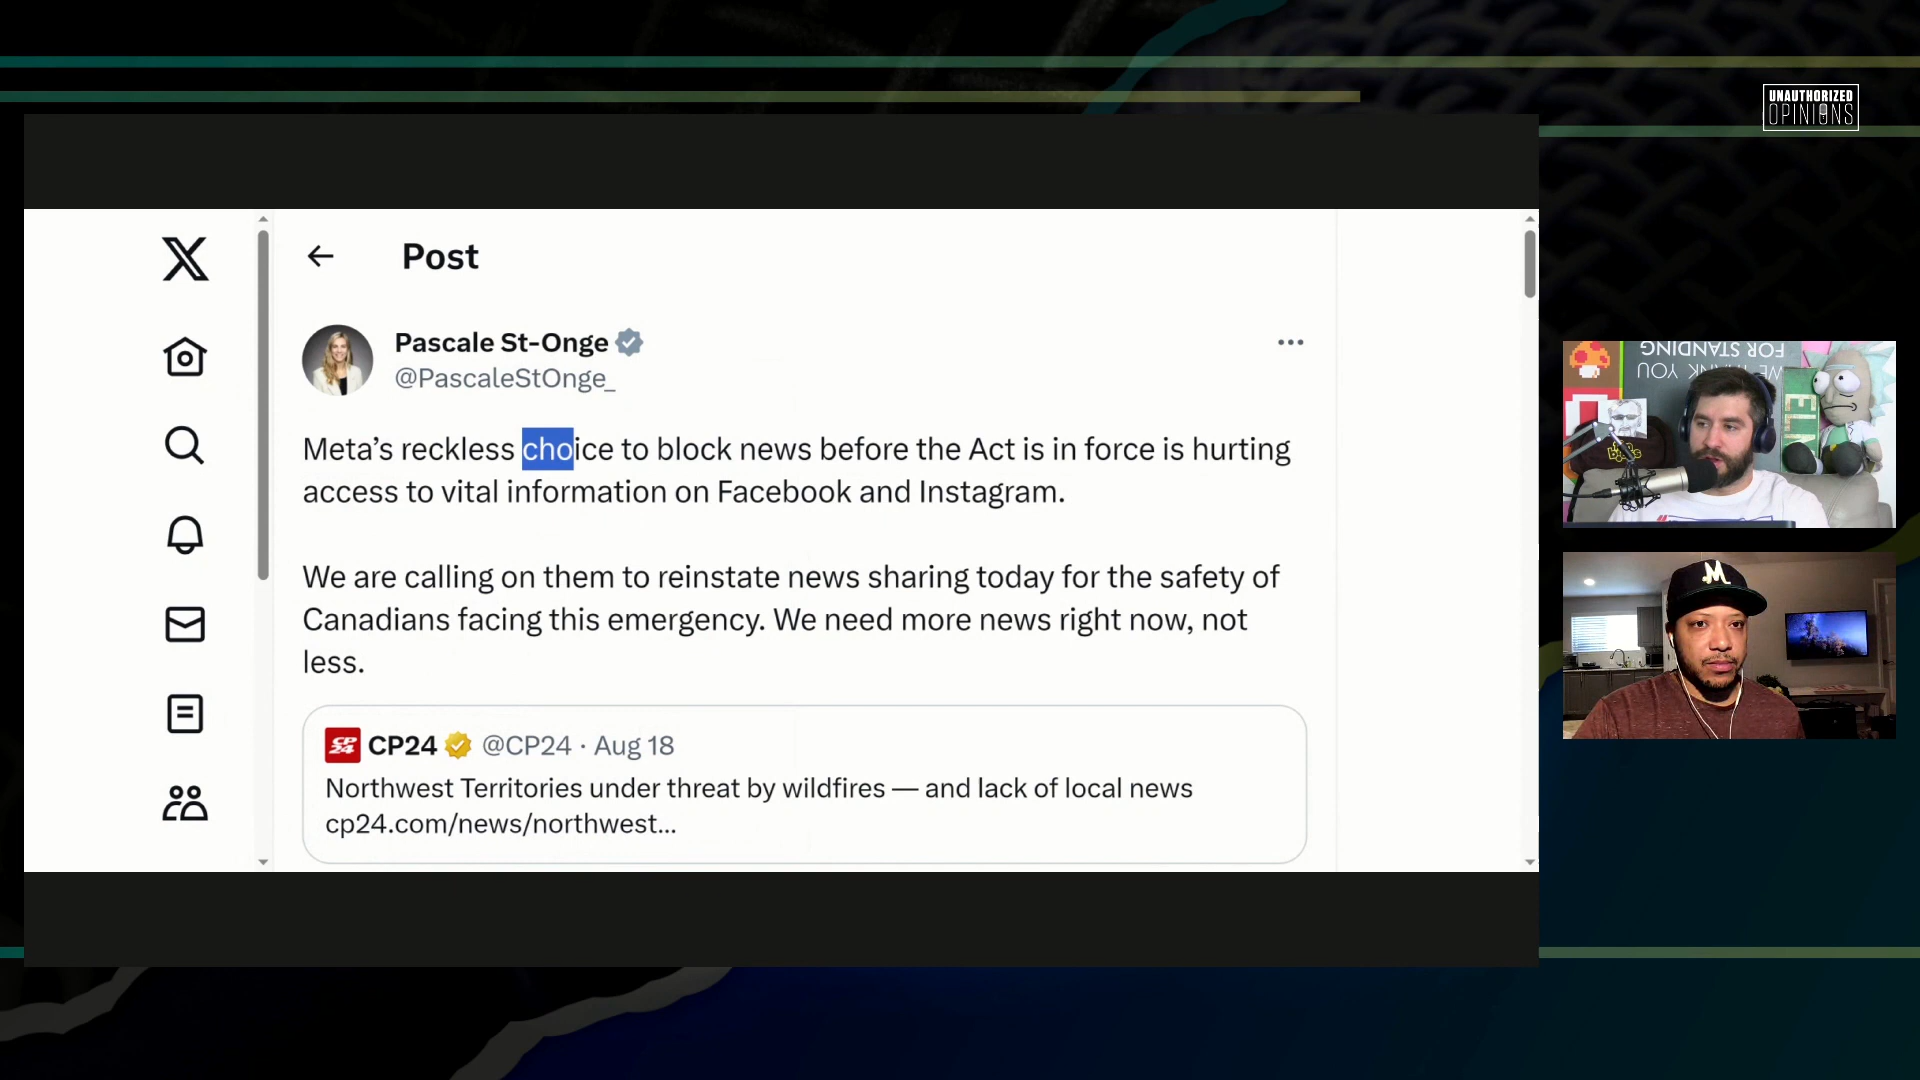 UNAUTHORIZED
OPINIONS
Post
Pascale St-Onge
@PascaleStOnge_
Meta’s reckless choice to block news before the Act is in force is hurting
access to vital information on Facebook and Instagram.
We are calling on them to reinstate news sharing today for the safety of
Canadians facing this emergency. We need more news right now, not
less.
CP24 @CP24 · Aug 18
Northwest Territories under threat by wildfires — and lack of local news
cp24.com/news/northwest...
FOR STANDING
WE THANK YOU
M